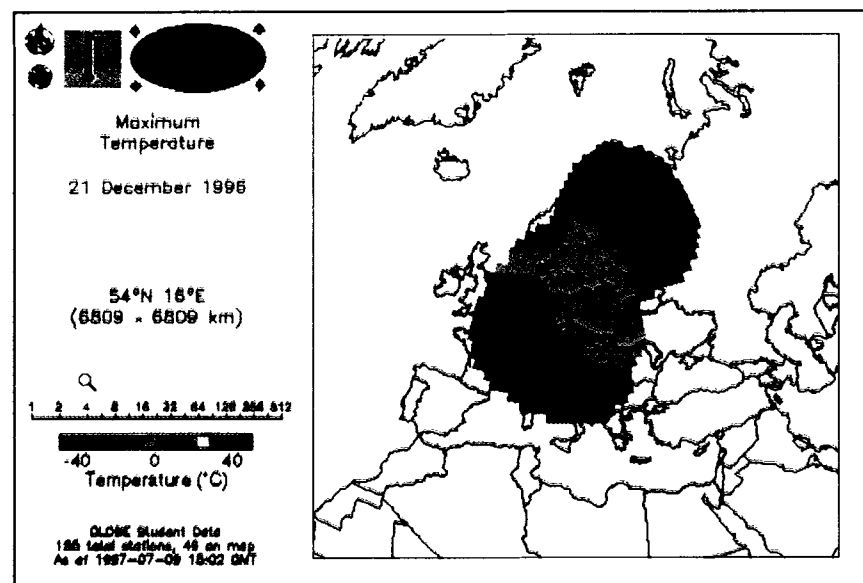 Maximum
Temperature
21 December 1996
54°N 16°E
(6809 × 6809 km)
1 2 4 8 16 32 64 128 256 512
-40 0 40
Temperature (°C)
GLOBE Student Data
total stations, 46 on map
As of 1997-07-09 18:02 GMT